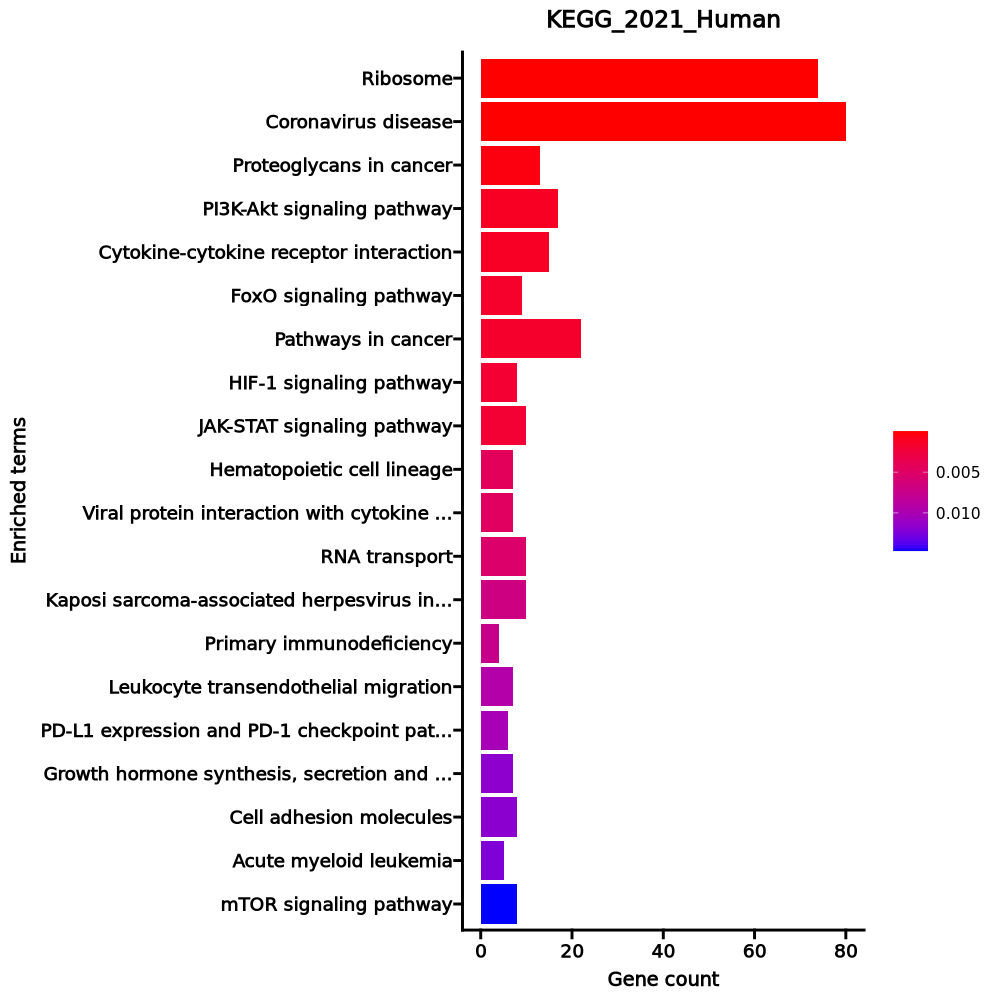 KEGG_2021_Human
Ribosome
Coronavirus disease
Proteoglycans in cancer
PI3K-Akt signaling pathway
Cytokine-cytokine receptor interaction
FoxO signaling pathway
Pathways in cancer
HIF-1 signaling pathway
JAK-STAT signaling pathway
Hematopoietic cell lineage
Viral protein interaction with cytokine ...
RNA transport
Kaposi sarcoma-associated herpesvirus in...
Primary immunodeficiency
Leukocyte transendothelial migration
PD-L1 expression and PD-1 checkpoint pat...
Growth hormone synthesis, secretion and ...
Cell adhesion molecules
Acute myeloid leukemia
mTOR signaling pathway
Enriched terms
0 20 40 60 80
Gene count
0.005
0.010